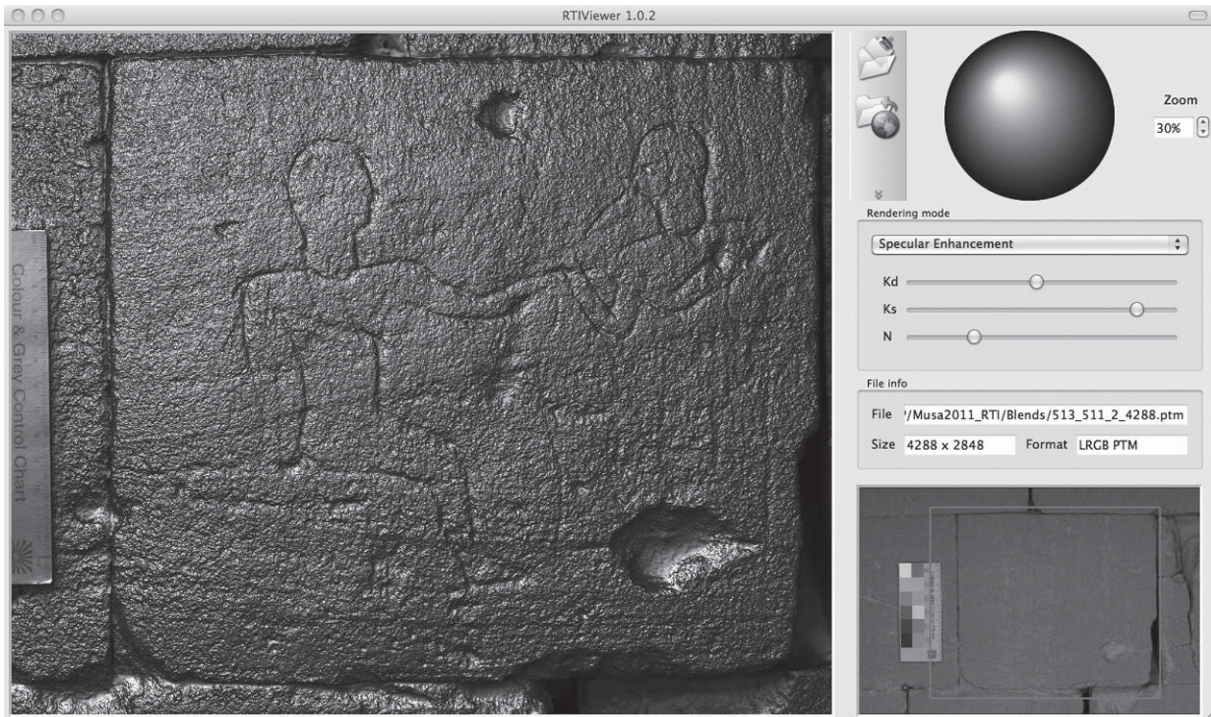 RTIViewer 1.0.2
Zoom
30%
Rendering mode
Specular Enhancement
Kd
Ks
N
File info
File '/Musa2011_RTI/Blends/513_511_2_4288.ptm
Size 4288 x 2848 Format LRGB PTM
Colour & Grey Control Chart